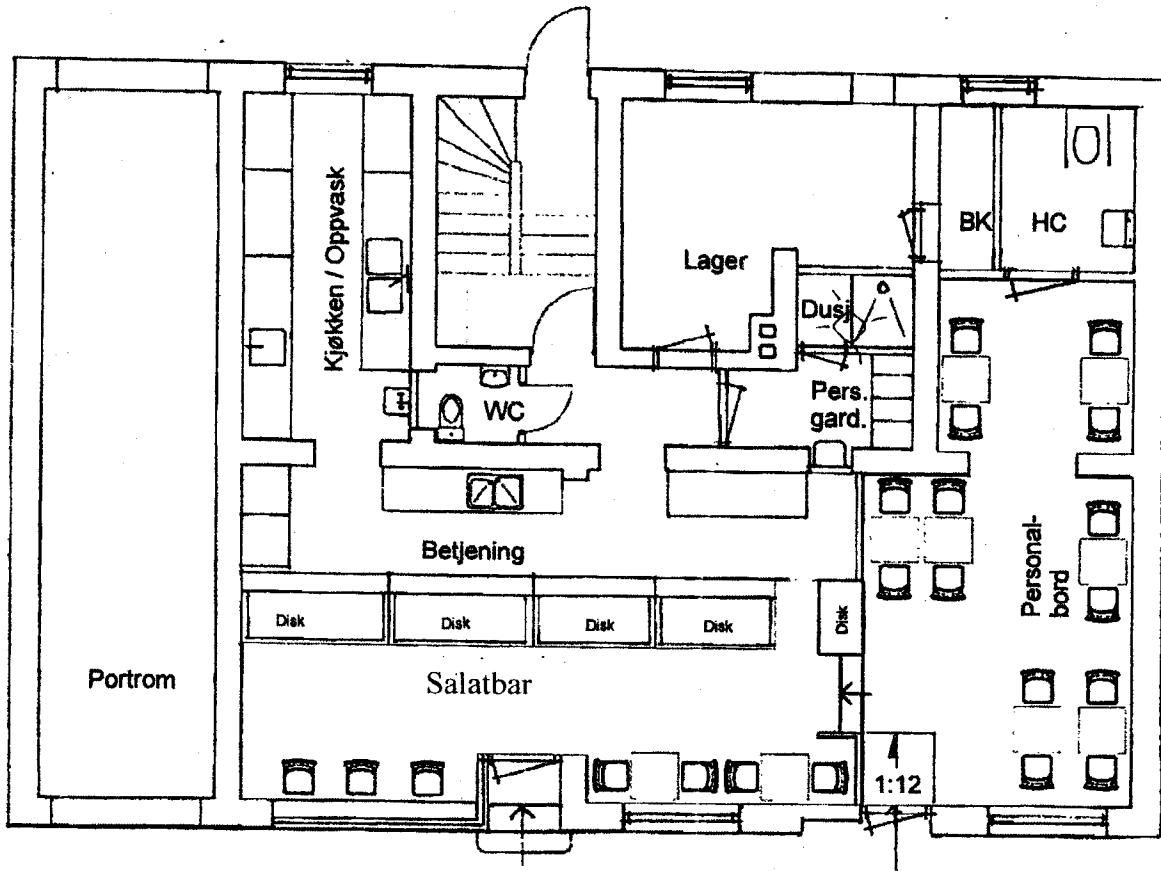 Kjøkken / Oppvask
Lager
BK
HC
Dusj
WC
Pers.
gard.
Betjening
Personal-
bord
Disk
Disk
Disk
Disk
Disk
Portrom
Salatbar
1:12